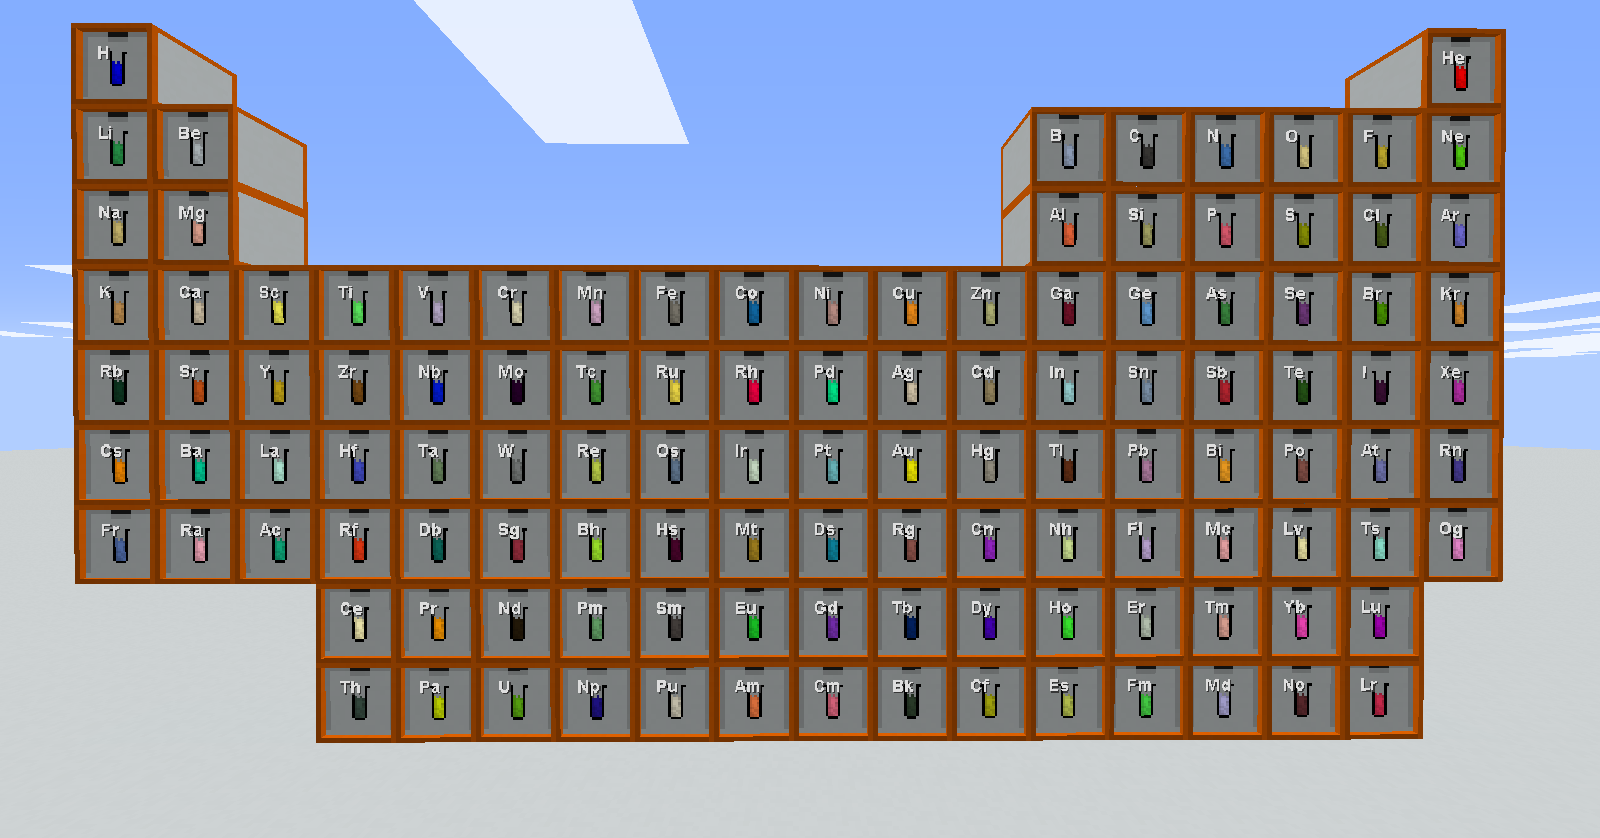 H He
Li Be B C N O F Ne
Na Mg Al Si P S Cl Ar
K Ca Sc Ti V Cr Mn Fe Co Ni Cu Zn Ga Ge As Se Br Kr
Rb Sr Y Zr Nb Mo Tc Ru Rh Pd Ag Cd In Sn Sb Te I Xe
Cs Ba La Hf Ta W Re Os Ir Pt Au Hg Tl Pb Bi Po At Rn
Fr Ra Ac Rf Db Sg Bh Hs Mt Ds Rg Cn Nh Fl Mc Lv Ts Og
Ce Pr Nd Pm Sm Eu Gd Tb Dy Ho Er Tm Yb Lu
Th Pa U Np Pu Am Cm Bk Cf Es Fm Md No Lr